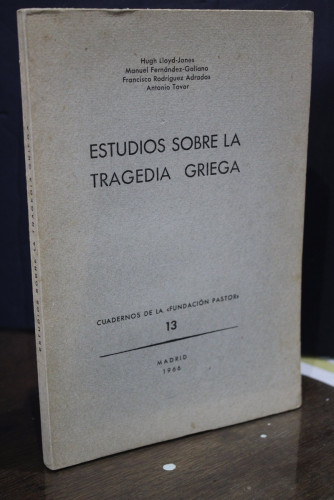 Hugh Lloyd-Jones
Manuel Fernández-Galiano
Francisco Rodríguez Adrados
Antonio Tovar
ESTUDIOS SOBRE LA
TRAGEDIA GRIEGA
CUADERNOS DE LA «FUNDACIÓN PASTOR»
13
MADRID
1966